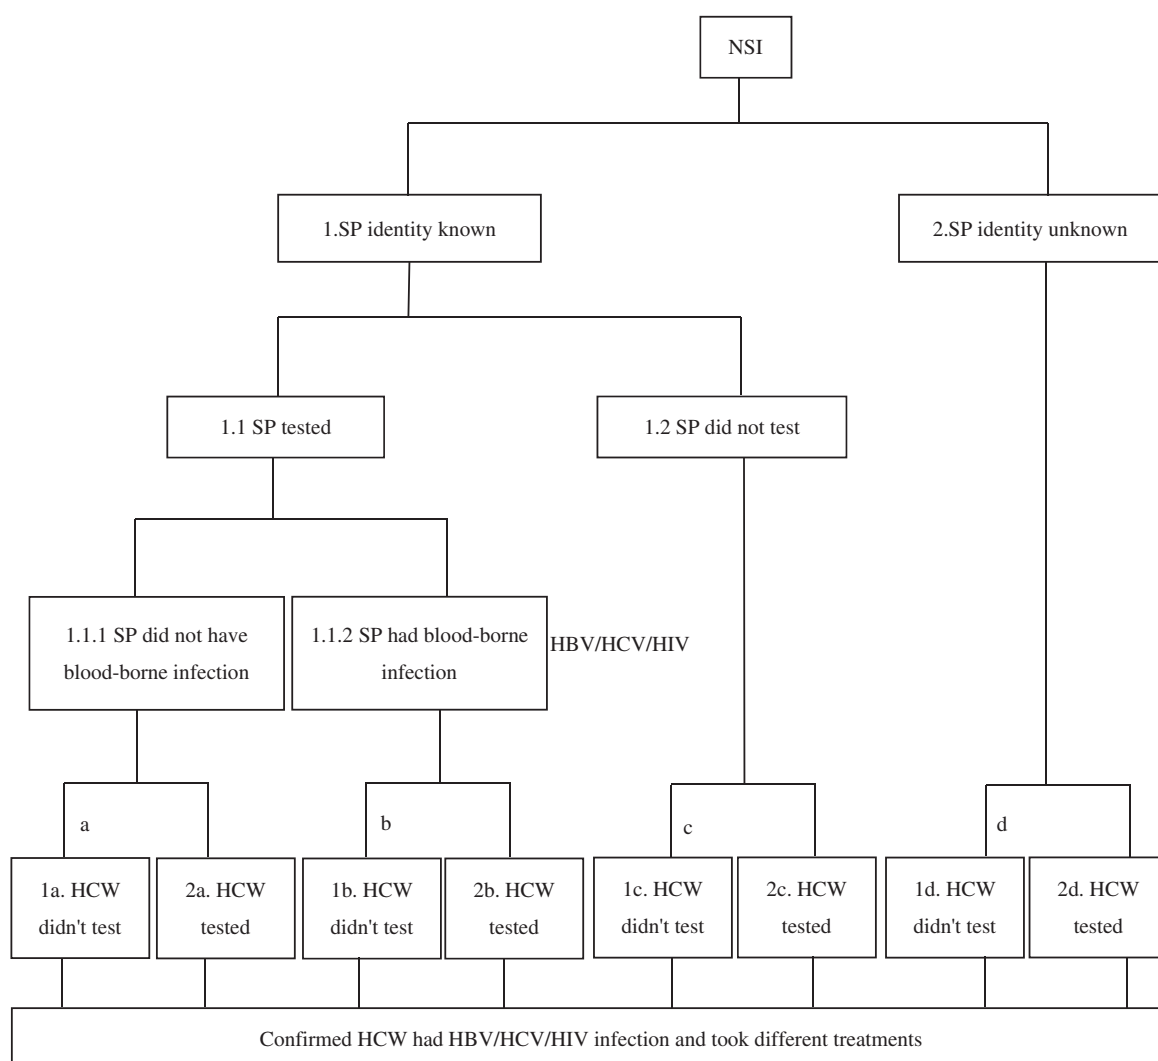 NSI
1.SP identity known
2.SP identity unknown
1.1 SP tested
1.2 SP did not test
1.1.1 SP did not have
blood-borne infection
1.1.2 SP had blood-borne
infection
HBV/HCV/HIV
a
b
c
d
1a. HCW
didn't test
2a. HCW
tested
1b. HCW
didn't test
2b. HCW
tested
1c. HCW
didn't test
2c. HCW
tested
1d. HCW
didn't test
2d. HCW
tested
Confirmed HCW had HBV/HCV/HIV infection and took different treatments